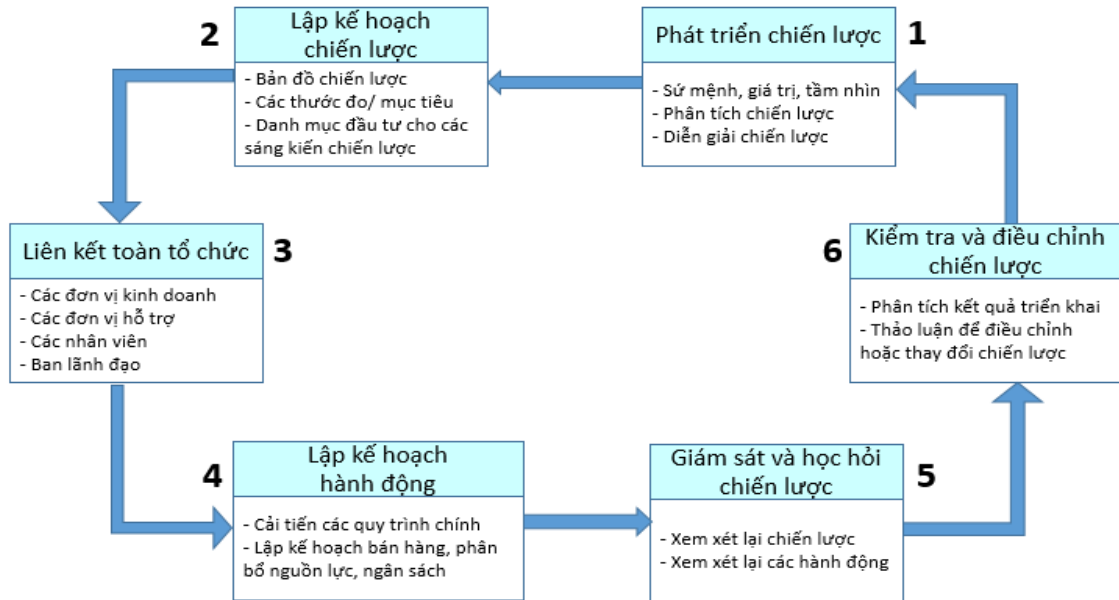 1
Phát triển chiến lược
- Sứ mệnh, giá trị, tầm nhìn
- Phân tích chiến lược
- Diễn giải chiến lược
2
Lập kế hoạch
chiến lược
- Bản đồ chiến lược
- Các thước đo/ mục tiêu
- Danh mục đầu tư cho các
sáng kiến chiến lược
3
Liên kết toàn tổ chức
- Các đơn vị kinh doanh
- Các đơn vị hỗ trợ
- Các nhân viên
- Ban lãnh đạo
4
Lập kế hoạch
hành động
- Cải tiến các quy trình chính
- Lập kế hoạch bán hàng, phân
bổ nguồn lực, ngân sách
5
Giám sát và học hỏi
chiến lược
- Xem xét lại chiến lược
- Xem xét lại các hành động
6
Kiểm tra và điều chỉnh
chiến lược
- Phân tích kết quả triển khai
- Thảo luận để điều chỉnh
hoặc thay đổi chiến lược